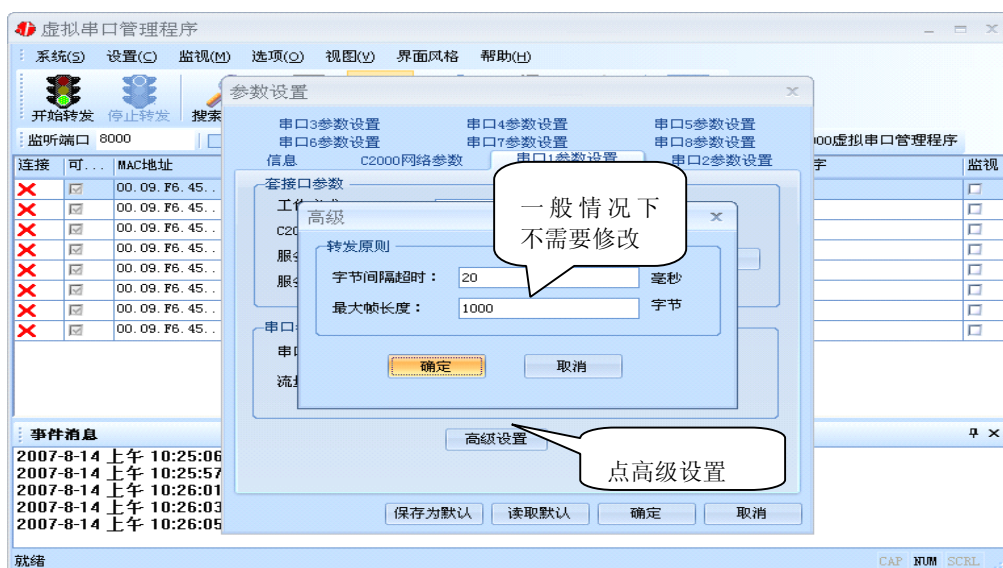 虚拟串口管理程序
系统(S) 设置(C) 监视(M) 选项(O) 视图(V) 界面风格 帮助(H)
开始转发 停止转发 搜索
监听端口 8000
000虚拟串口管理程序
连接 可... MAC地址 字 监视
00.09.F6.45..
00.09.F6.45..
00.09.F6.45..
00.09.F6.45..
00.09.F6.45..
00.09.F6.45..
00.09.F6.45..
00.09.F6.45..
参数设置
串口3参数设置 串口4参数设置 串口5参数设置
串口6参数设置 串口7参数设置 串口8参数设置
信息 C2000网络参数 串口1参数设置 串口2参数设置
套接口参数
C20
高级
转发原则
字节间隔超时： 20 毫秒
最大帧长度： 1000 字节
确定 取消
一般情况下
不需要修改
高级设置
点高级设置
保存为默认 读取默认 确定 取消
事件消息
2007-8-14 上午 10:25:06
2007-8-14 上午 10:25:57
2007-8-14 上午 10:26:01
2007-8-14 上午 10:26:03
2007-8-14 上午 10:26:05
就绪
CAP NUM SCRL